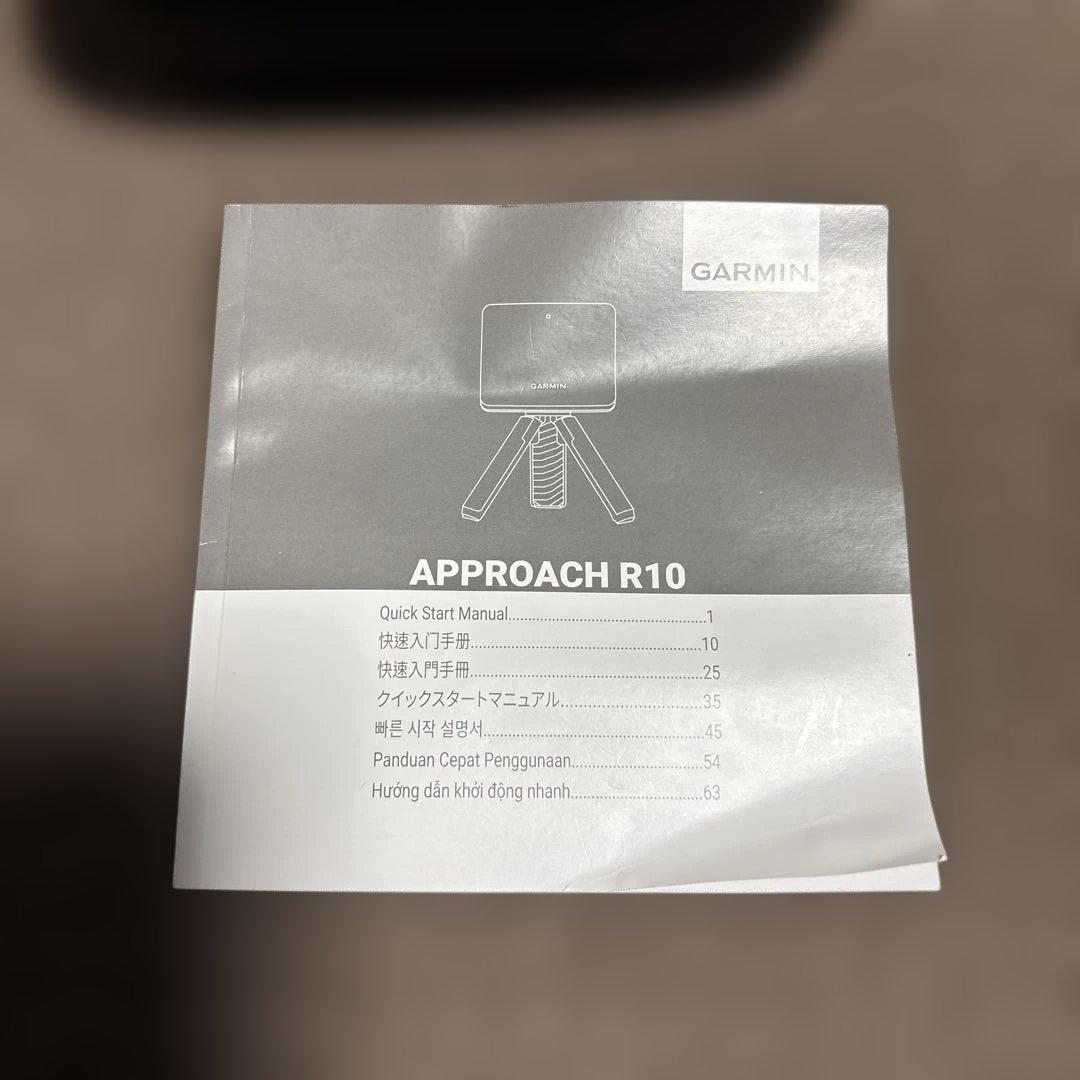 GARMIN.
GARMIN
APPROACH R10
Quick Start Manual..................................................1
快速入门手册..........................................................10
快速入門手冊..........................................................25
クイックスタートマニュアル....................................35
빠른 시작 설명서.......................................................45
Panduan Cepat Penggunaan.................................54
Hướng dẫn khởi động nhanh.................................63